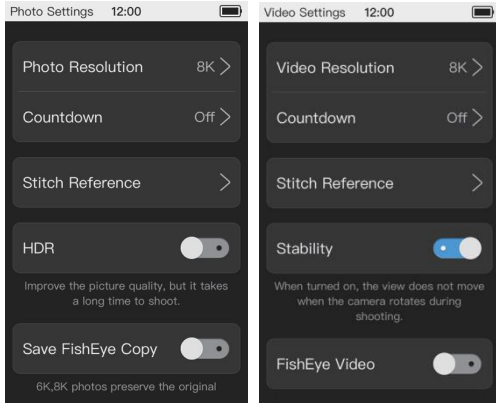 Photo Settings 12:00
Photo Resolution 8K
Countdown Off
Stitch Reference
HDR
Improve the picture quality, but it takes
a long time to shoot.
Save FishEye Copy
6K,8K photos preserve the original
Video Settings 12:00
Video Resolution 8K
Countdown Off
Stitch Reference
Stability
When turned on, the view does not move
when the camera rotates during
shooting.
FishEye Video